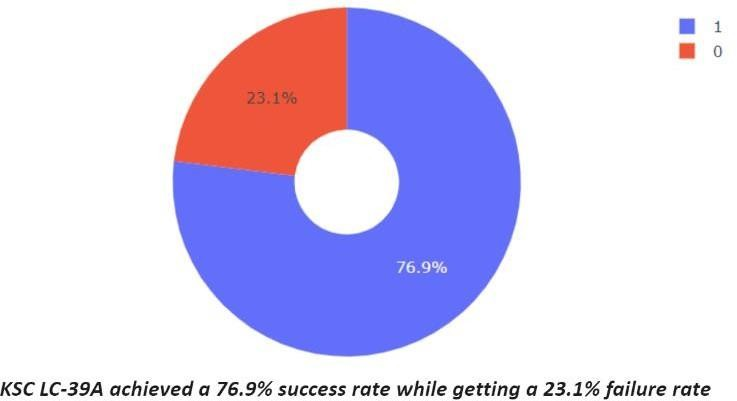 1
0
23.1%
76.9%
KSC LC-39A achieved a 76.9% success rate while getting a 23.1% failure rate